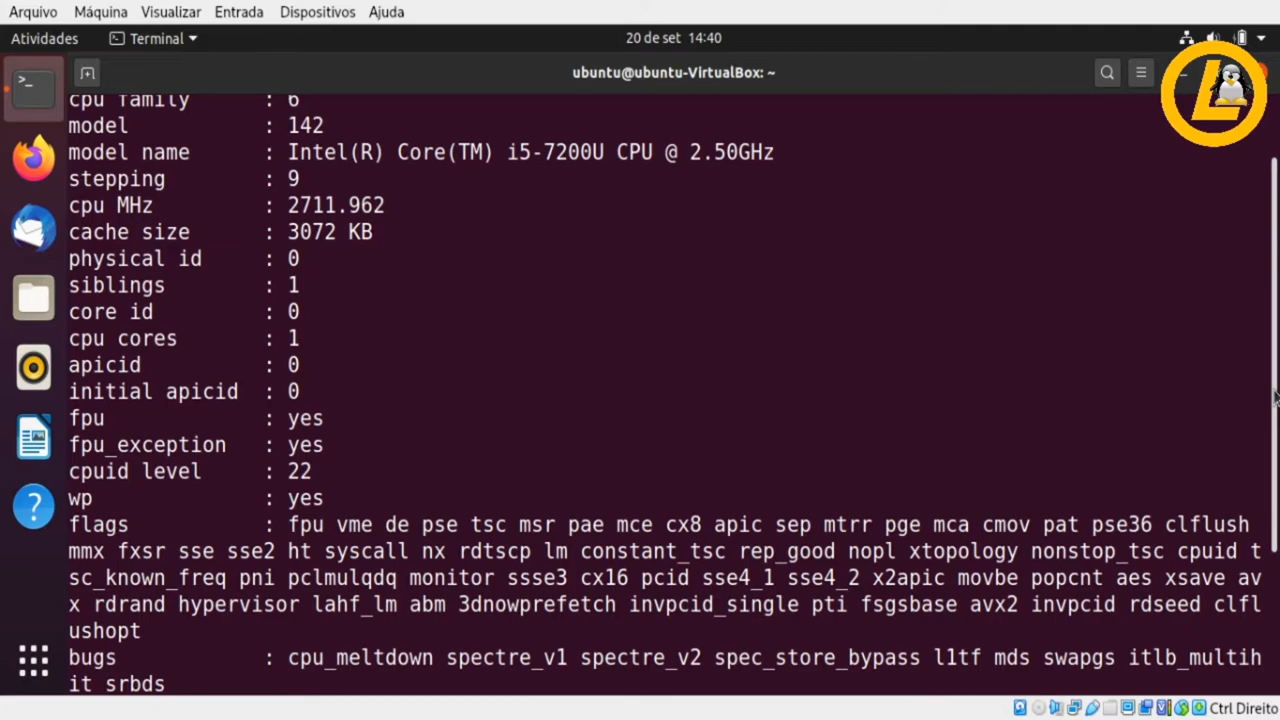 Arquivo Máquina Visualizar Entrada Dispositivos Ajuda
Atividades Terminal 20 de set 14:40
ubuntu@ubuntu-VirtualBox: ~
L
cpu family : 6
model : 142
model name : Intel(R) Core(TM) i5-7200U CPU @ 2.50GHz
stepping : 9
cpu MHz : 2711.962
cache size : 3072 KB
physical id : 0
siblings : 1
core id : 0
cpu cores : 1
apicid : 0
initial apicid : 0
fpu : yes
fpu_exception : yes
cpuid level : 22
wp : yes
flags : fpu vme de pse tsc msr pae mce cx8 apic sep mtrr pge mca cmov pat pse36 clflush
mmx fxsr sse sse2 ht syscall nx rdtscp lm constant_tsc rep_good nopl xtopology nonstop_tsc cpuid t
sc_known_freq pni pclmulqdq monitor ssse3 cx16 pcid sse4_1 sse4_2 x2apic movbe popcnt aes xsave av
x rdrand hypervisor lahf_lm abm 3dnowprefetch invpcid_single pti fsgsbase avx2 invpcid rdseed clfl
ushopt
bugs : cpu_meltdown spectre_v1 spectre_v2 spec_store_bypass l1tf mds swapgs itlb_multih
it srbds
Ctrl Direito